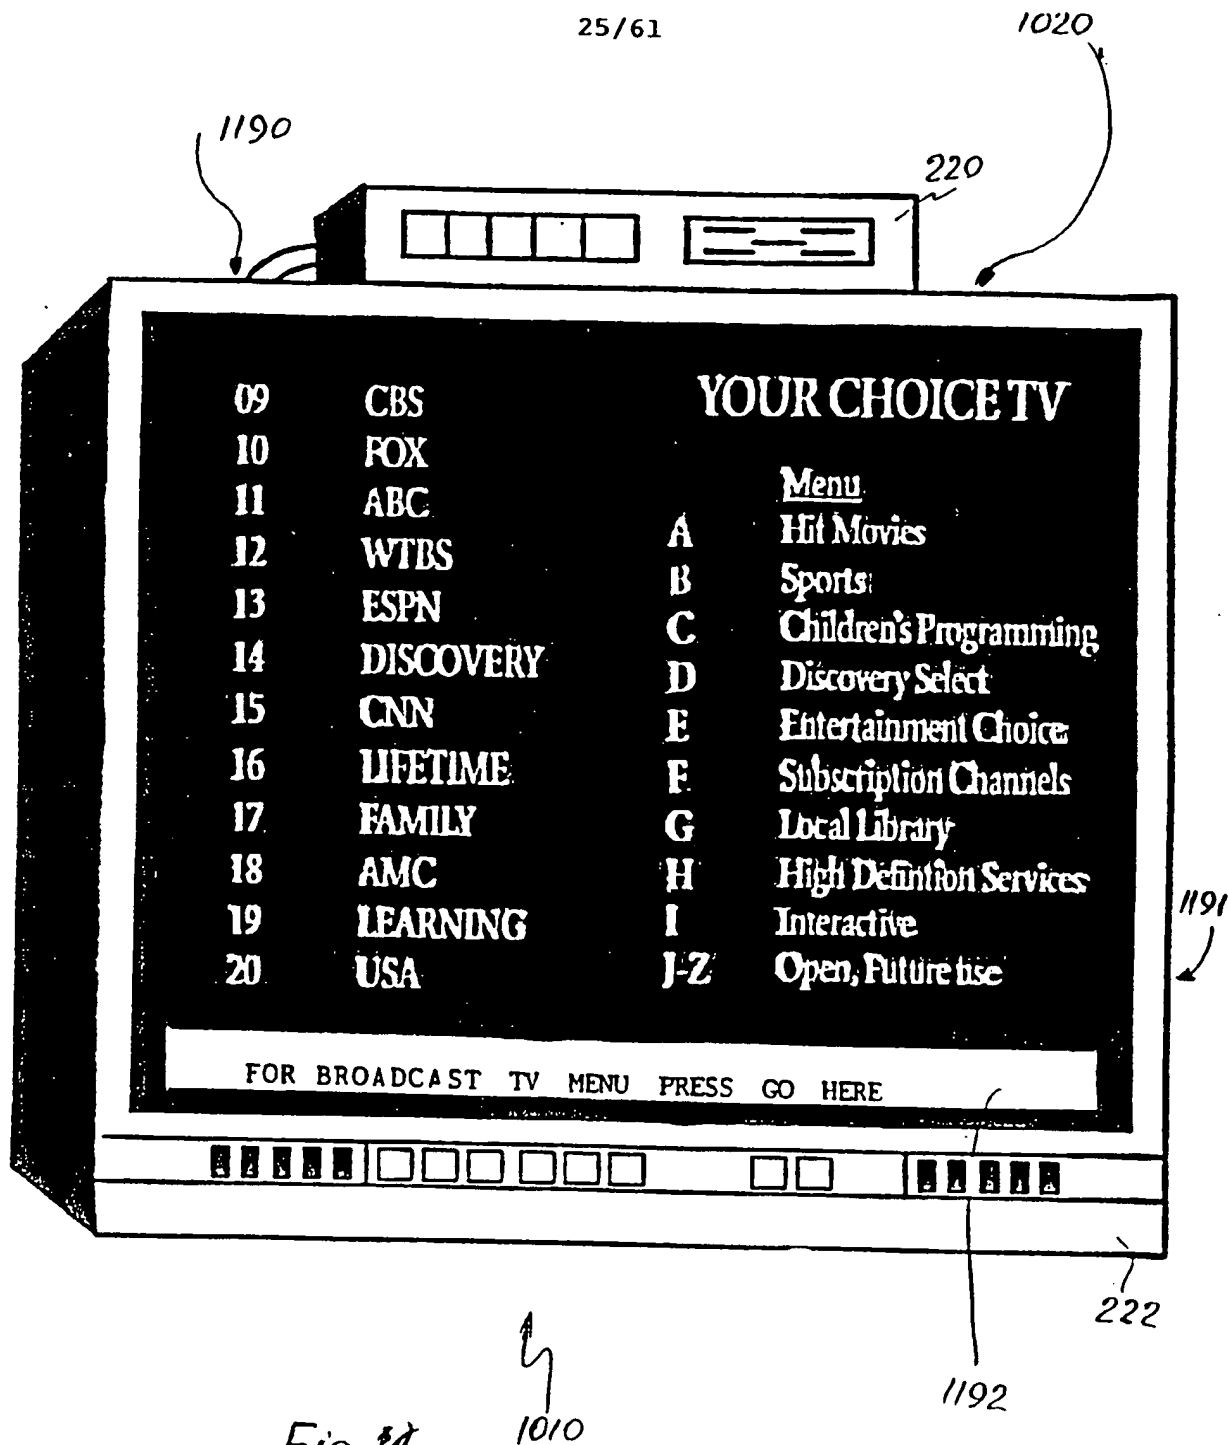 25/61
1020
1190
220
09 CBS
10 FOX
11 ABC
12 WTBS
13 ESPN
14 DISCOVERY
15 CNN
16 LIFETIME
17 FAMILY
18 AMC
19 LEARNING
20 USA
YOUR CHOICE TV
Menu
A Hit Movies
B Sports
C Children's Programming
D Discovery Select
E Entertainment Choice
F Subscription Channels
G Local Library
H High Defintion Services
I Interactive
J-Z Open, Future use
1191
FOR BROADCAST TV MENU PRESS GO HERE
222
1192
1010
Fig.